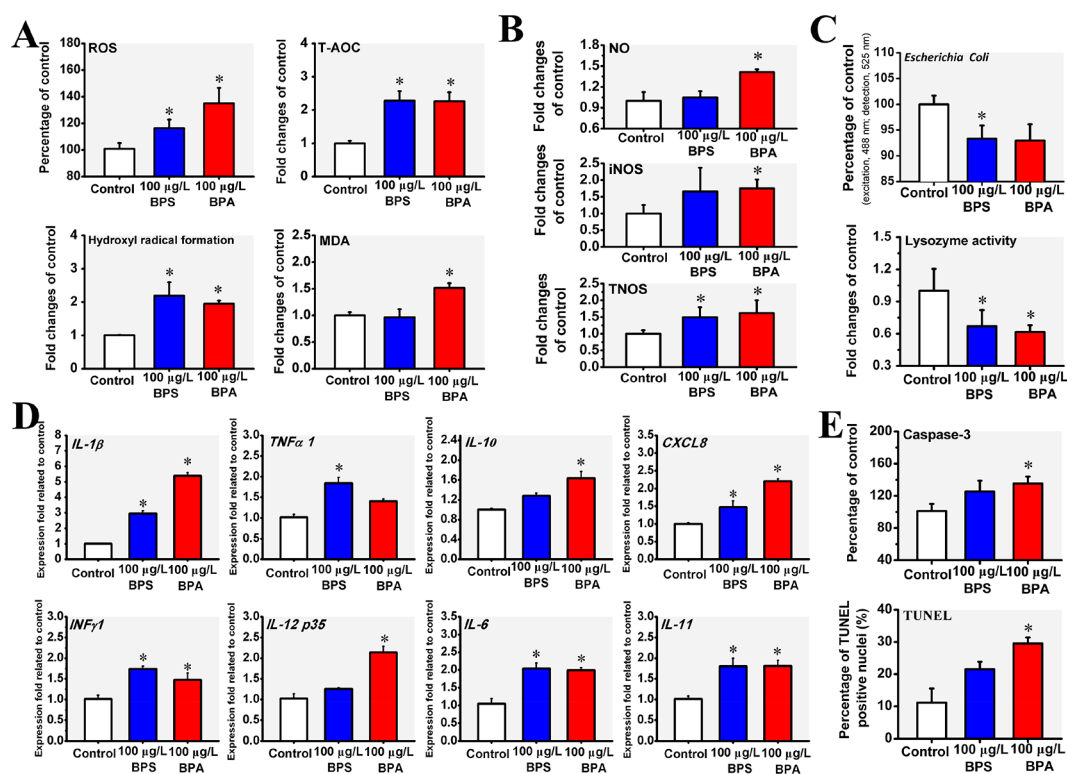 A
ROS
Percentage of control
180
160
140
120
100
80
*
*
Control
100 µg/L
100 µg/L
BPS
BPA
T-AOC
Fold changes of control
4
3
2
1
0
*
*
Control
100 µg/L
100 µg/L
BPS
BPA
Hydroxyl radical formation
Fold changes of control
4
3
2
1
0
*
*
Control
100 µg/L
100 µg/L
BPS
BPA
MDA
Fold changes of control
2.5
2.0
1.5
1.0
0.5
0.0
*
Control
100 µg/L
100 µg/L
BPS
BPA
B
NO
Fold changes
of control
1.8
1.5
1.2
0.9
0.6
*
Control
100 µg/L
100 µg/L
BPS
BPA
iNOS
Fold changes
of control
2.5
2.0
1.5
1.0
0.5
0.0
*
Control
100 µg/L
100 µg/L
BPS
BPA
TNOS
Fold changes
of control
2.5
2.0
1.5
1.0
0.5
0.0
*
*
Control
100 µg/L
100 µg/L
BPS
BPA
C
Escherichia Coli
Percentage of control
(excitation, 488 nm; detection, 525 nm)
110
105
100
95
90
85
*
Control
100 µg/L
100 µg/L
BPS
BPA
Lysozyme activity
Fold changes of control
1.5
1.2
0.9
0.6
0.3
*
*
Control
100 µg/L
100 µg/L
BPS
BPA
D
IL-1β
Expression fold related to control
8
7
6
5
4
3
2
1
0
*
*
Control
100 µg/L
100 µg/L
BPS
BPA
TNFα 1
Expression fold related to control
3.0
2.5
2.0
1.5
1.0
0.5
0.0
*
Control
100 µg/L
100 µg/L
BPS
BPA
IL-10
Expression fold related to control
2.4
2.0
1.6
1.2
0.8
0.4
0.0
*
Control
100 µg/L
100 µg/L
BPS
BPA
CXCL8
Expression fold related to control
3.5
3.0
2.5
2.0
1.5
1.0
0.5
0.0
*
*
Control
100 µg/L
100 µg/L
BPS
BPA
INFγ1
Expression fold related to control
3.0
2.5
2.0
1.5
1.0
0.5
0.0
*
*
Control
100 µg/L
100 µg/L
BPS
BPA
IL-12 p35
Expression fold related to control
3.0
2.5
2.0
1.5
1.0
0.5
0.0
*
Control
100 µg/L
100 µg/L
BPS
BPA
IL-6
Expression fold related to control
3.5
3.0
2.5
2.0
1.5
1.0
0.5
0.0
*
*
Control
100 µg/L
100 µg/L
BPS
BPA
IL-11
Expression fold related to control
3.0
2.5
2.0
1.5
1.0
0.5
0.0
*
*
Control
100 µg/L
100 µg/L
BPS
BPA
E
Caspase-3
Percentage of control
200
160
120
80
40
*
Control
100 µg/L
100 µg/L
BPS
BPA
TUNEL
Percentage of TUNEL
positive nuclei (%)
40
30
20
10
0
*
Control
100 µg/L
100 µg/L
BPS
BPA